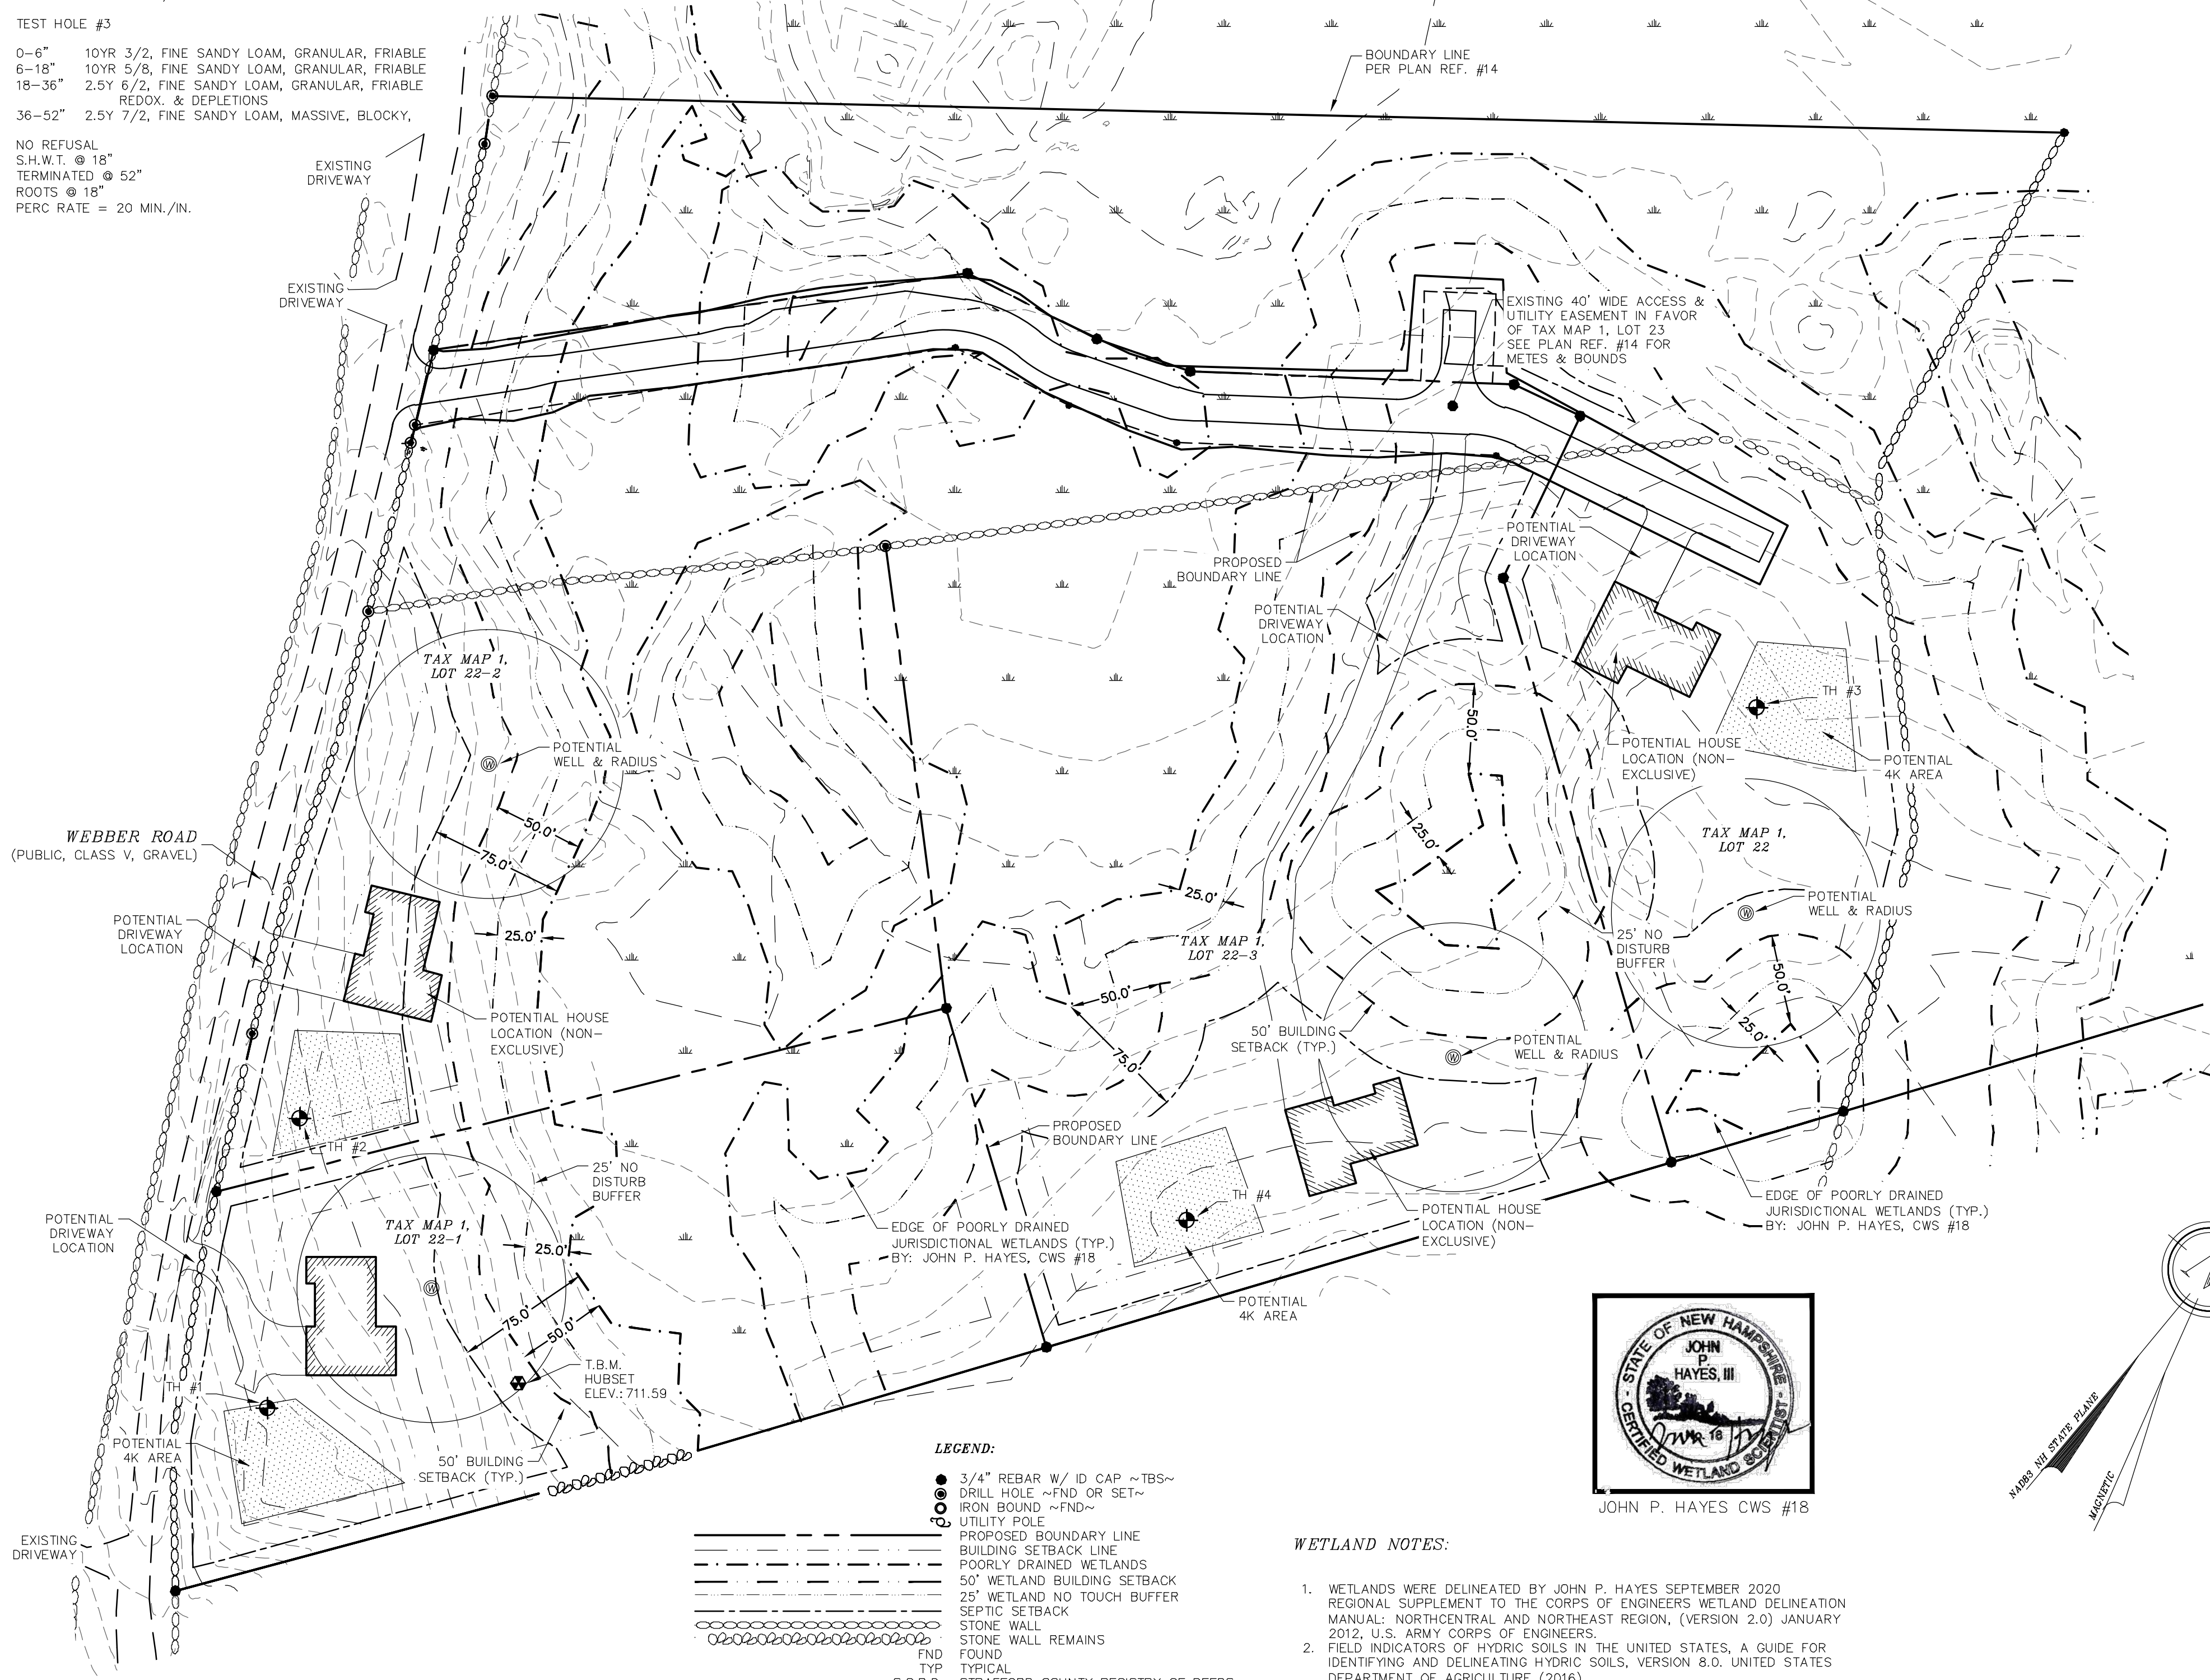 TEST HOLE #3
0–6" 10YR 3/2, FINE SANDY LOAM, GRANULAR, FRIABLE
6–18" 10YR 5/8, FINE SANDY LOAM, GRANULAR, FRIABLE
18–36" 2.5Y 6/2, FINE SANDY LOAM, GRANULAR, FRIABLE
REDOX. & DEPLETIONS
36–52" 2.5Y 7/2, FINE SANDY LOAM, MASSIVE, BLOCKY,
NO REFUSAL
S.H.W.T. @ 18"
TERMINATED @ 52"
ROOTS @ 18"
PERC RATE = 20 MIN./IN.
EXISTING
DRIVEWAY
EXISTING
DRIVEWAY
BOUNDARY LINE
PER PLAN REF. #14
EXISTING 40' WIDE ACCESS &
UTILITY EASEMENT IN FAVOR
OF TAX MAP 1, LOT 23
SEE PLAN REF. #14 FOR
METES & BOUNDS
POTENTIAL
DRIVEWAY
LOCATION
PROPOSED
BOUNDARY LINE
POTENTIAL
DRIVEWAY
LOCATION
TAX MAP 1,
LOT 22-2
POTENTIAL
WELL & RADIUS
W
50.0'
75.0'
25.0'
WEBBER ROAD
(PUBLIC, CLASS V, GRAVEL)
POTENTIAL
DRIVEWAY
LOCATION
POTENTIAL HOUSE
LOCATION (NON-
EXCLUSIVE)
TH #2
50.0'
25.0'
TH #3
POTENTIAL HOUSE
LOCATION (NON-
EXCLUSIVE)
POTENTIAL
4K AREA
TAX MAP 1,
LOT 22
POTENTIAL
WELL & RADIUS
W
25' NO
DISTURB
BUFFER
50.0'
25.0'
25.0'
TAX MAP 1,
LOT 22-3
50.0'
75.0'
50' BUILDING
SETBACK (TYP.)
POTENTIAL
WELL & RADIUS
W
PROPOSED
BOUNDARY LINE
25' NO
DISTURB
BUFFER
POTENTIAL
DRIVEWAY
LOCATION
TAX MAP 1,
LOT 22-1
W
25.0'
75.0'
50.0'
EDGE OF POORLY DRAINED
JURISDICTIONAL WETLANDS (TYP.)
BY: JOHN P. HAYES, CWS #18
TH #4
POTENTIAL HOUSE
LOCATION (NON-
EXCLUSIVE)
EDGE OF POORLY DRAINED
JURISDICTIONAL WETLANDS (TYP.)
BY: JOHN P. HAYES, CWS #18
POTENTIAL
4K AREA
T.B.M.
HUBSET
ELEV.: 711.59
TH #1
POTENTIAL
4K AREA
50' BUILDING
SETBACK (TYP.)
EXISTING
DRIVEWAY
STATE OF NEW HAMPSHIRE
JOHN
P.
HAYES, III
No. 18
CERTIFIED WETLAND SCIENTIST
JOHN P. HAYES CWS #18
NAD83 NH STATE PLANE
MAGNETIC
LEGEND:
3/4" REBAR W/ ID CAP ~TBS~
DRILL HOLE ~FND OR SET~
IRON BOUND ~FND~
UTILITY POLE
PROPOSED BOUNDARY LINE
BUILDING SETBACK LINE
POORLY DRAINED WETLANDS
50' WETLAND BUILDING SETBACK
25' WETLAND NO TOUCH BUFFER
SEPTIC SETBACK
STONE WALL
STONE WALL REMAINS
FND FOUND
TYP TYPICAL
S.C.R.D. STRAFFORD COUNTY REGISTRY OF DEEDS
WETLAND NOTES:
1. WETLANDS WERE DELINEATED BY JOHN P. HAYES SEPTEMBER 2020
REGIONAL SUPPLEMENT TO THE CORPS OF ENGINEERS WETLAND DELINEATION
MANUAL: NORTHCENTRAL AND NORTHEAST REGION, (VERSION 2.0) JANUARY
2012, U.S. ARMY CORPS OF ENGINEERS.
2. FIELD INDICATORS OF HYDRIC SOILS IN THE UNITED STATES, A GUIDE FOR
IDENTIFYING AND DELINEATING HYDRIC SOILS, VERSION 8.0. UNITED STATES
DEPARTMENT OF AGRICULTURE (2016)